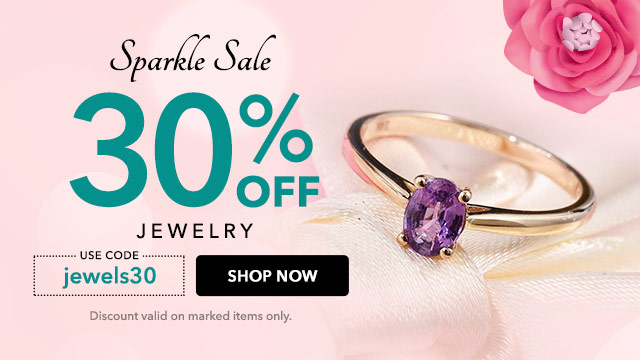 Sparkle Sale
30% OFF
JEWELRY
USE CODE
jewels30
SHOP NOW
Discount valid on marked items only.